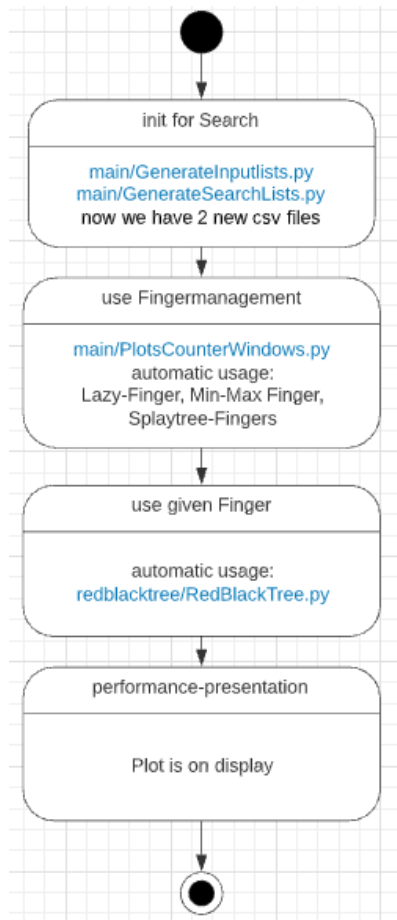 init for Search
main/GenerateInputlists.py
main/GenerateSearchLists.py
now we have 2 new csv files
use Fingermanagement
main/PlotsCounterWindows.py
automatic usage:
Lazy-Finger, Min-Max Finger,
Splaytree-Fingers
use given Finger
automatic usage:
redblacktree/RedBlackTree.py
performance-presentation
Plot is on display